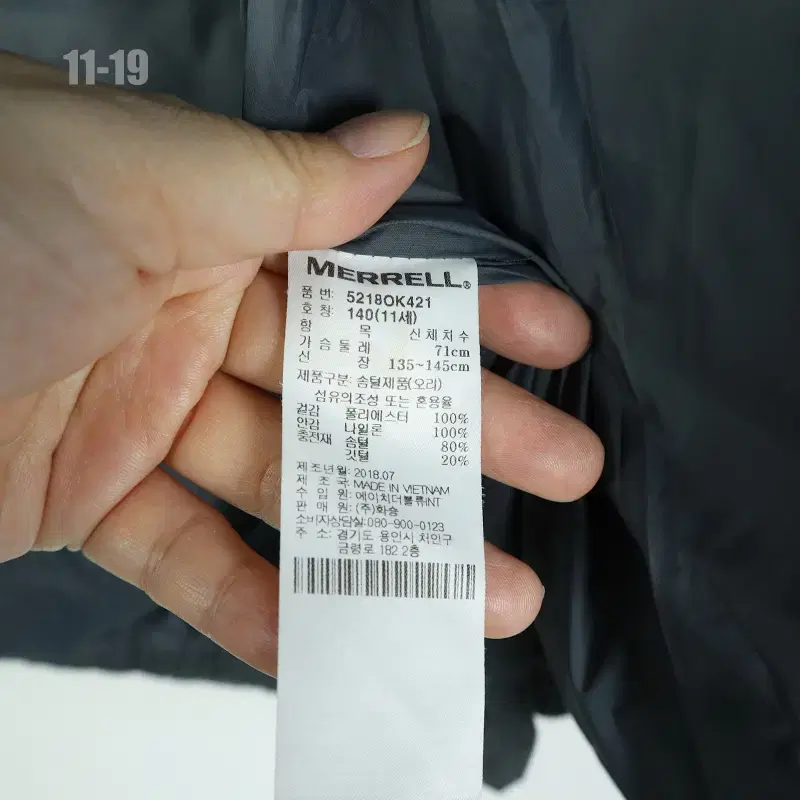 11-19
MERRELL®
품 번: 5218OK421
호 칭: 140(11세)
항 목 신체치수
가슴둘레 71cm
신 장 135~145cm
제품구분: 솜털제품(오리)
섬유의조성 또는 혼용율
겉감 폴리에스터 100%
안감 나일론 100%
충전재 솜털 80%
깃털 20%
제조년월: 2018.07
제 조 국: MADE IN VIETNAM
수 입 원: 에이치더블류INT
판 매 원: (주)화승
소비자상담실:080-900-0123
주 소: 경기도 용인시 처인구
금령로 182 2층